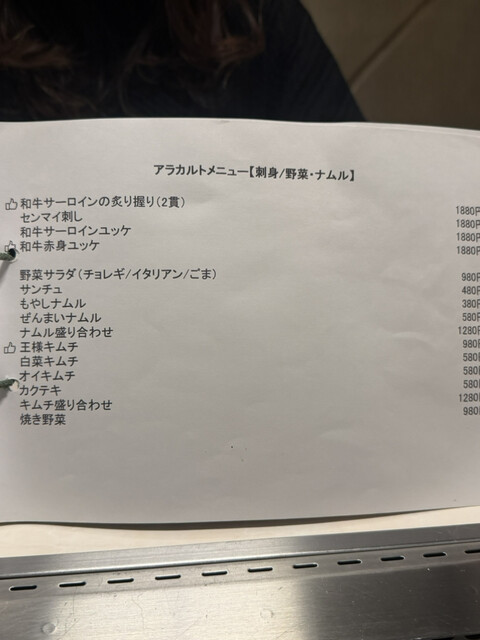 アラカルトメニュー【刺身/野菜・ナムル】
和牛サーロインの炙り握り(2貫) 1880円
センマイ刺し 1880円
和牛サーロインユッケ 1880円
和牛赤身ユッケ 1880円
野菜サラダ(チョレギ/イタリアン/ごま) 980円
サンチュ 480円
もやしナムル 380円
ぜんまいナムル 580円
ナムル盛り合わせ 1280円
王様キムチ 980円
白菜キムチ 580円
オイキムチ 580円
カクテキ 580円
キムチ盛り合わせ 1280円
焼き野菜 980円